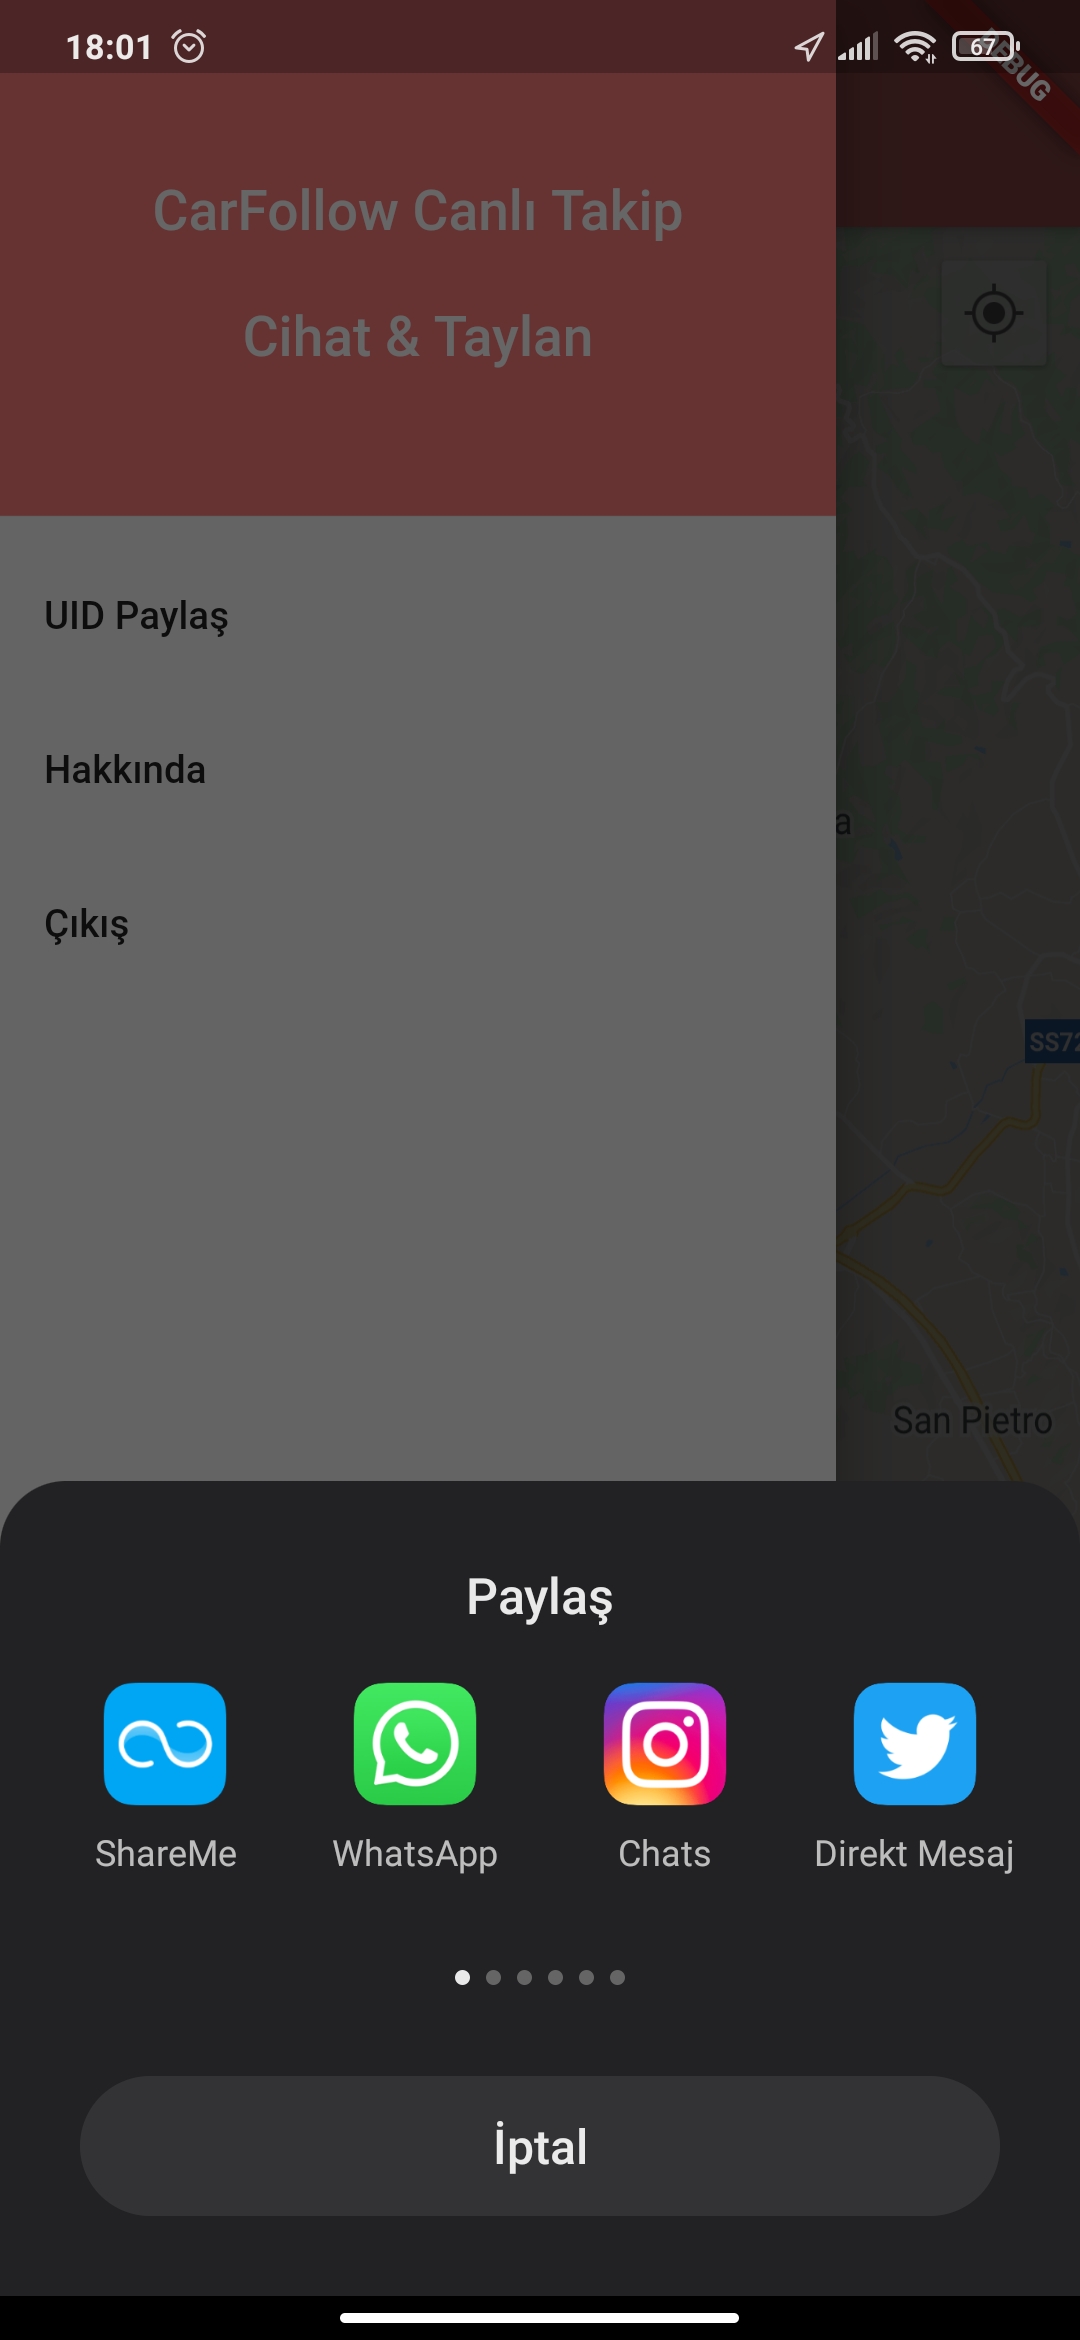 18:01
67
DEBUG
CarFollow Canlı Takip
Cihat & Taylan
UID Paylaş
Hakkında
Çıkış
a
SS72
San Pietro
Paylaş
ShareMe
WhatsApp
Chats
Direkt Mesaj
İptal